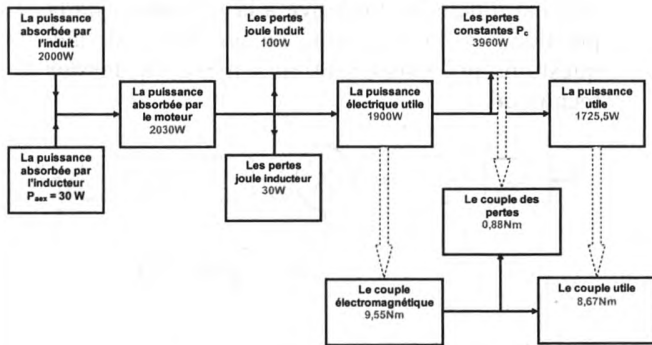 La puissance
absorbée par
l'induit
2000W
Les pertes
joule Induit
100W
Les pertes
constantes Pc
3960W
La puissance
absorbée par
le moteur
2030W
La puissance
électrique utile
1900W
La puissance
utile
1725,5W
La puissance
absorbée par
l'inducteur
Paex = 30 W
Les pertes
joule inducteur
30W
Le couple des
pertes
0,88Nm
Le couple
électromagnétique
9,55Nm
Le couple utile
8,67Nm